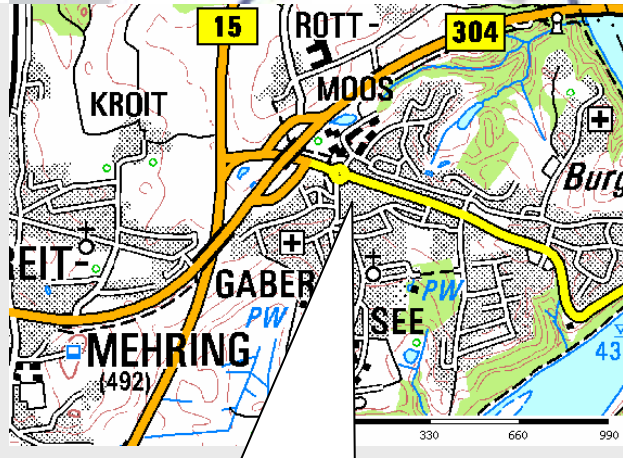 15
ROTT-
304
MOOS
KROIT
Burg
REIT-
GABER
PW
PW
SEE
MEHRING
(492)
43
330 660 990